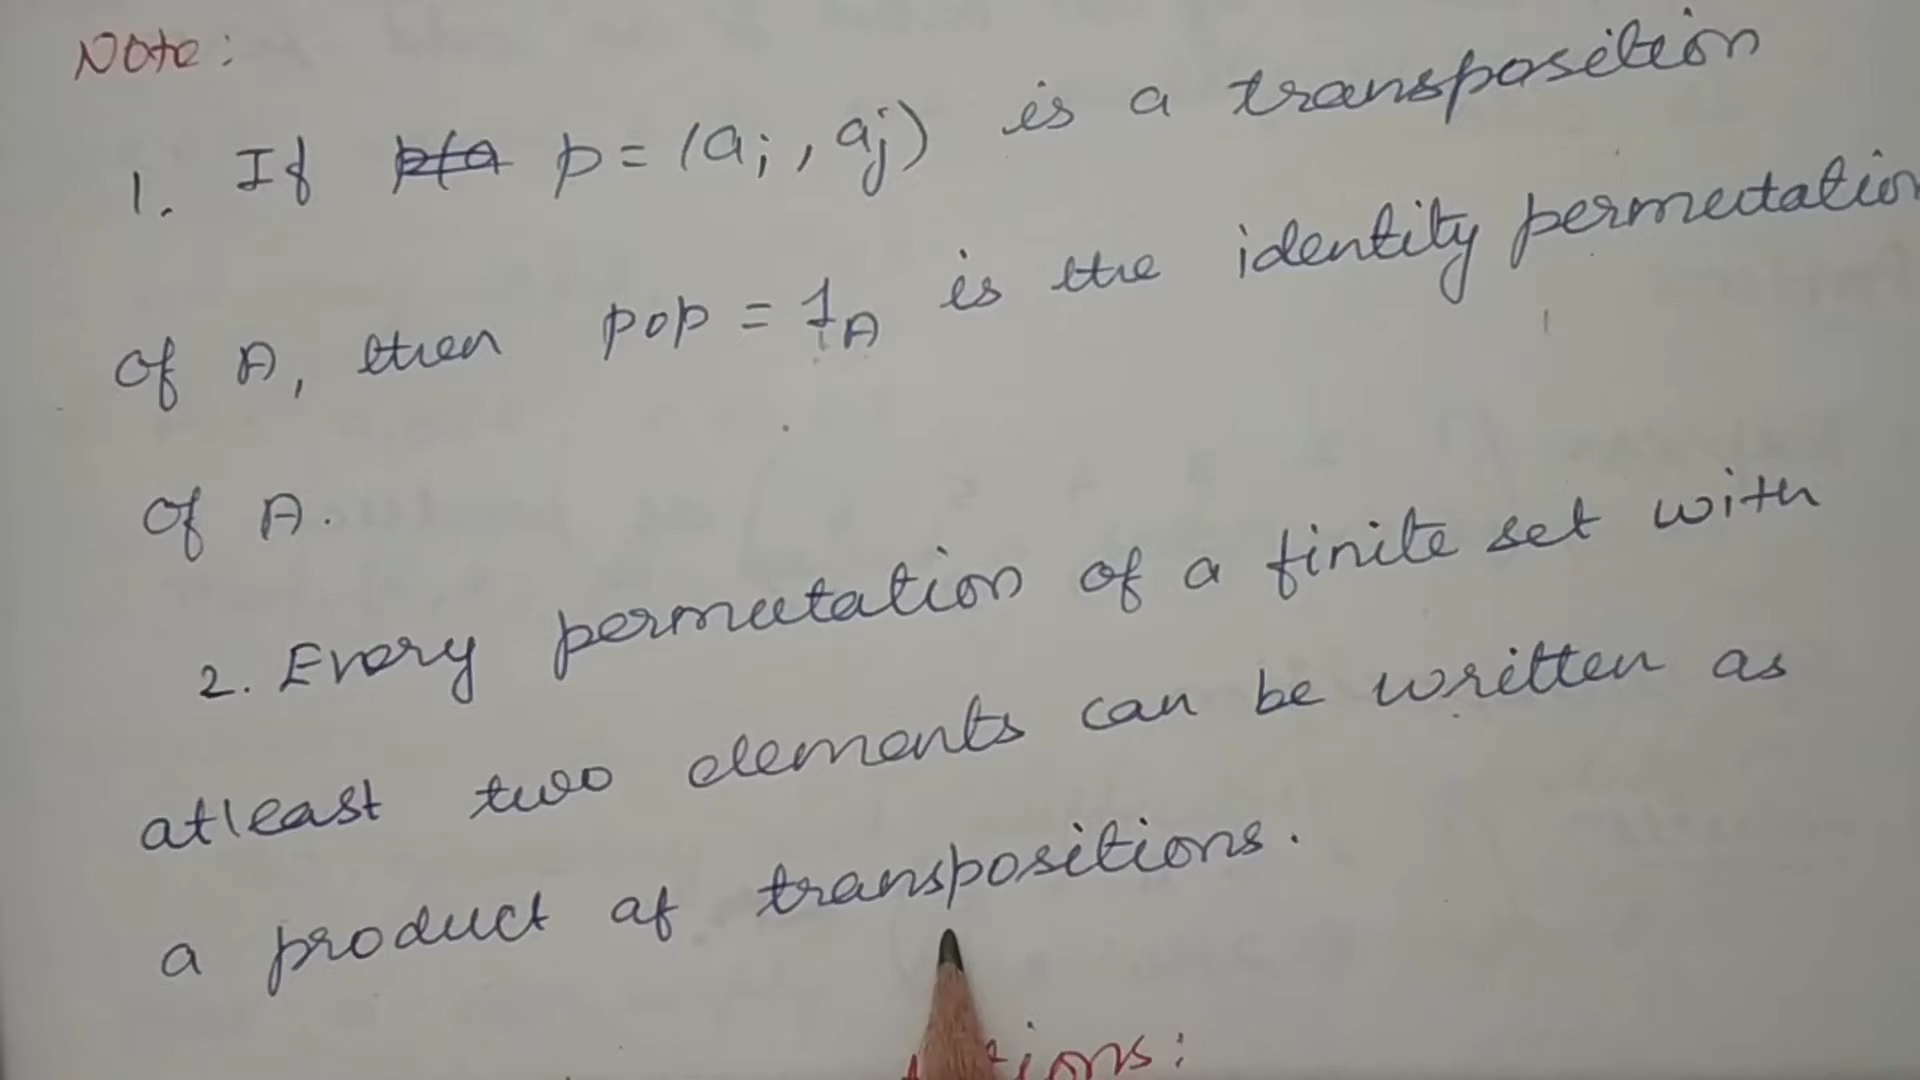 Note:
1. If p = (ai, aj) is a transposition
of A, then pop = 1A is the identity permutation
of A.
2. Every permutation of a finite set with
atleast two elements can be written as
a product of transpositions.